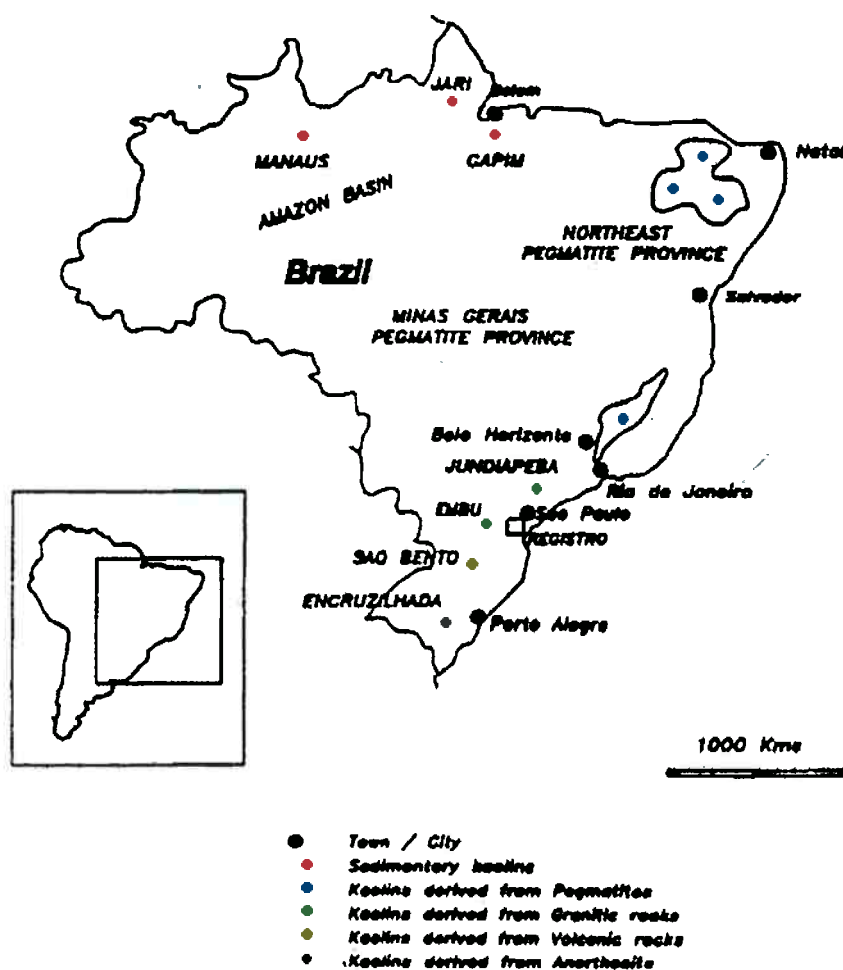 JARI
Belem
MANAUS
CAPIM
Natal
AMAZON BASIN
NORTHEAST
PEGMATITE PROVINCE
Brazil
Salvador
MINAS GERAIS
PEGMATITE PROVINCE
Belo Horizonte
JUNDIAPEBA
Rio de Janeiro
EMBU
Sao Paulo
REGISTRO
SAO BENTO
ENCRUZILHADA
Porto Alegre
1000 Kms
Town / City
Sedimentary kaolins
Kaolins derived from Pegmatites
Kaolins derived from Granitic rocks
Kaolins derived from Volcanic rocks
Kaolins derived from Anorthosite